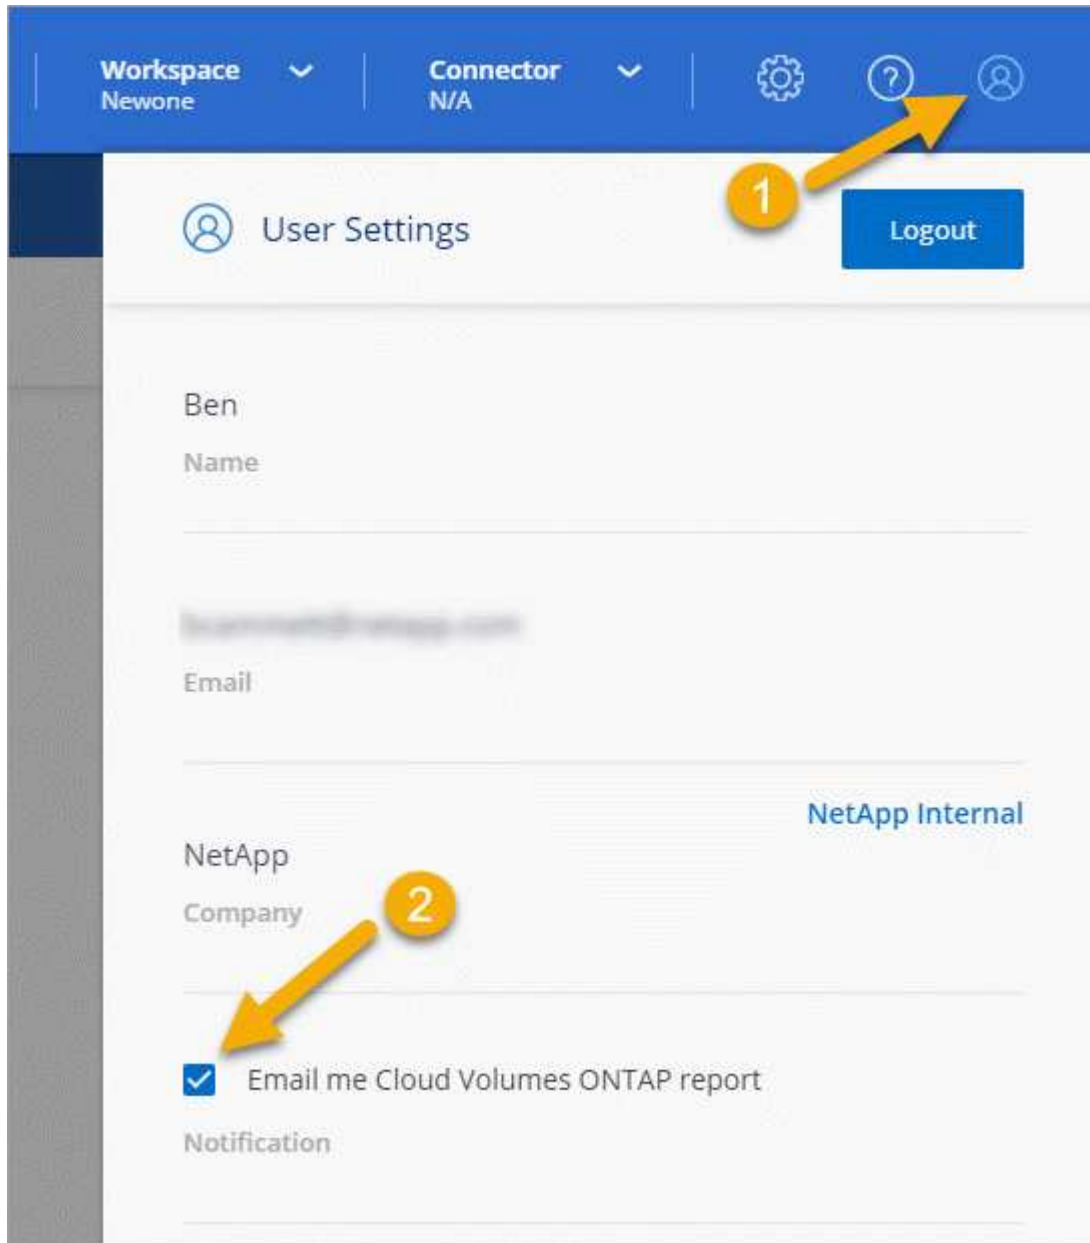 Workspace
Newone
Connector
N/A
?
1
User Settings
Logout
Ben
Name
Email
NetApp Internal
NetApp
Company
2
Email me Cloud Volumes ONTAP report
Notification